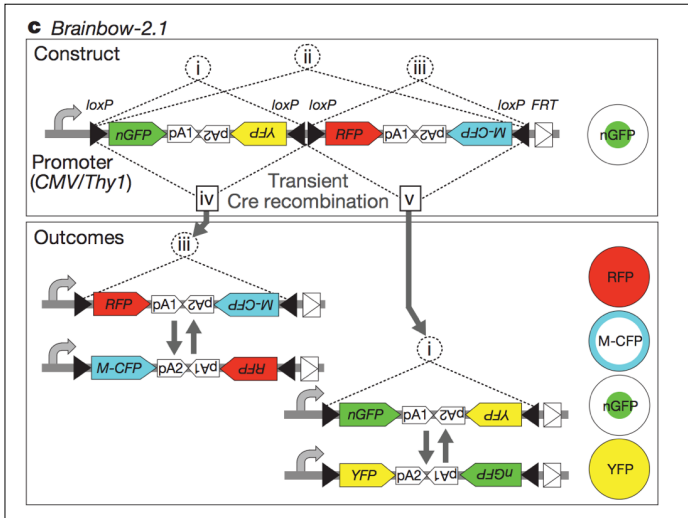 c Brainbow-2.1
Construct
i
ii
iii
loxP
loxP
loxP
loxP FRT
nGFP
pA1
pA2
YFP
RFP
pA1
pA2
M-CFP
nGFP
Promoter
(CMV/Thy1)
Transient
Cre recombination
iv
v
Outcomes
iii
RFP
pA1
pA2
M-CFP
M-CFP
pA2
pA1
RFP
i
nGFP
pA1
pA2
YFP
YFP
pA2
pA1
nGFP
RFP
M-CFP
nGFP
YFP